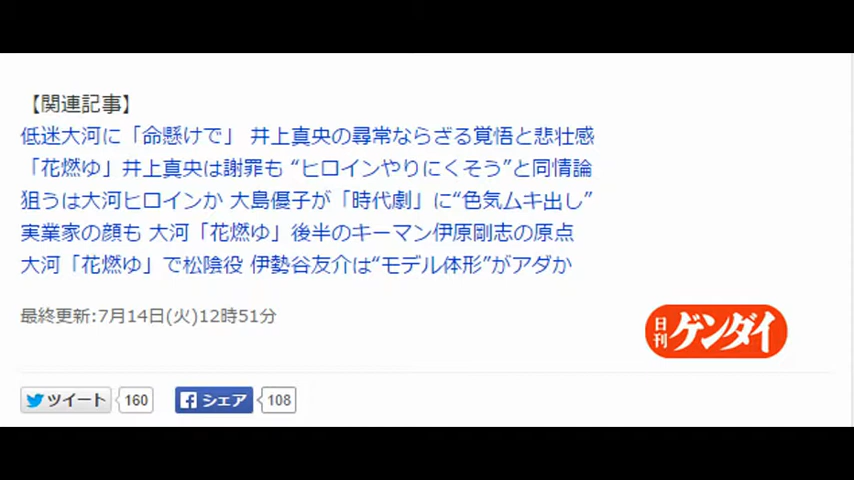 【関連記事】
低迷大河に「命懸けで」 井上真央の尋常ならざる覚悟と悲壮感
「花燃ゆ」井上真央は謝罪も “ヒロインやりにくそう”と同情論
狙うは大河ヒロインか 大島優子が「時代劇」に“色気ムキ出し”
実業家の顔も 大河「花燃ゆ」後半のキーマン伊原剛志の原点
大河「花燃ゆ」で松陰役 伊勢谷友介は“モデル体形”がアダか
最終更新:7月14日(火)12時51分
日刊ゲンダイ
ツイート 160 シェア 108